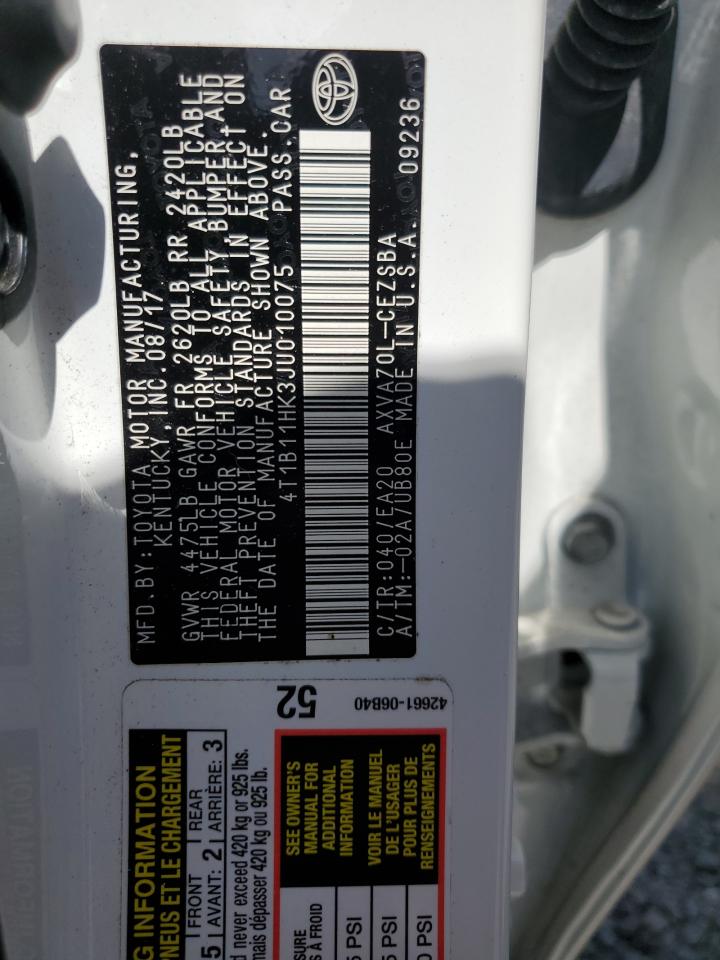 MFD. BY: TOYOTA MOTOR MANUFACTURING,
KENTUCKY, INC. 08/17
GVWR 4475LB GAWR FR 2620LB RR 2420LB
THIS VEHICLE CONFORMS TO ALL APPLICABLE
FEDERAL MOTOR VEHICLE SAFETY, BUMPER AND
THEFT PREVENTION STANDARDS IN EFFECT ON
THE DATE OF MANUFACTURE SHOWN ABOVE.
4T1B11HK3JU010075 PASS. CAR
C/TR:040/EA20 AXVA70L-CEZSBA
A/TM:-02A/UB80E MADE IN U.S.A. 09236
52
42661-06B40
INFORMATION
PNEUS ET LE CHARGEMENT
5 FRONT 2 REAR 3
AVANT: ARRIÈRE:
never exceed 420 kg or 925 lbs.
mais dépasser 420 kg ou 925 lb.
À FROID
PSI
PSI
PSI
SEE OWNER'S
MANUAL FOR
ADDITIONAL
INFORMATION
VOIR LE MANUEL
DE L'USAGER
POUR PLUS DE
RENSEIGNEMENTS